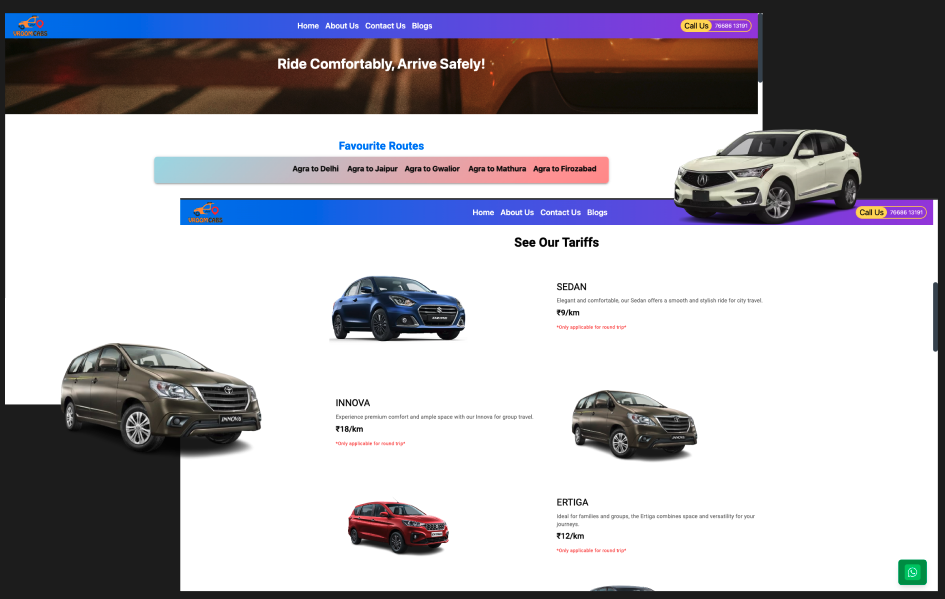 VROOM CABS
Home About Us Contact Us Blogs
Call Us 76686 13191
Ride Comfortably, Arrive Safely!
Favourite Routes
Agra to Delhi Agra to Jaipur Agra to Gwalior Agra to Mathura Agra to Firozabad
VROOM CABS
Home About Us Contact Us Blogs
Call Us 76686 13191
See Our Tariffs
SEDAN
Elegant and comfortable, our Sedan offers a smooth and stylish ride for city travel.
₹9/km
*Only applicable for round trip*
INNOVA
INNOVA
Experience premium comfort and ample space with our Innova for group travel.
₹18/km
*Only applicable for round trip*
ERTIGA
Ideal for families and groups, the Ertiga combines space and versatility for your
journeys.
₹12/km
*Only applicable for round trip*